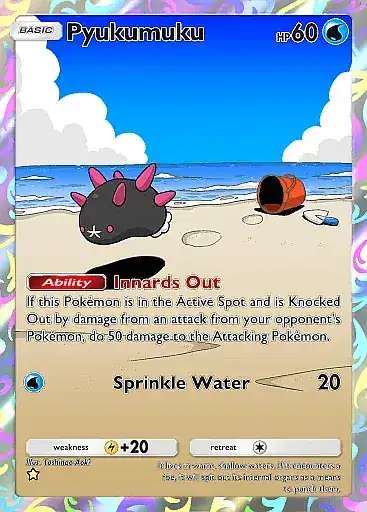 BASIC Pyukumuku HP60
Ability Innards Out
If this Pokémon is in the Active Spot and is Knocked
Out by damage from an attack from your opponent's
Pokémon, do 50 damage to the Attacking Pokémon.
Sprinkle Water 20
weakness +20 retreat
Illus.
It lives in warm, shallow waters. If it encounters a
foe, it will spit out its internal organs as a means
to punch them.